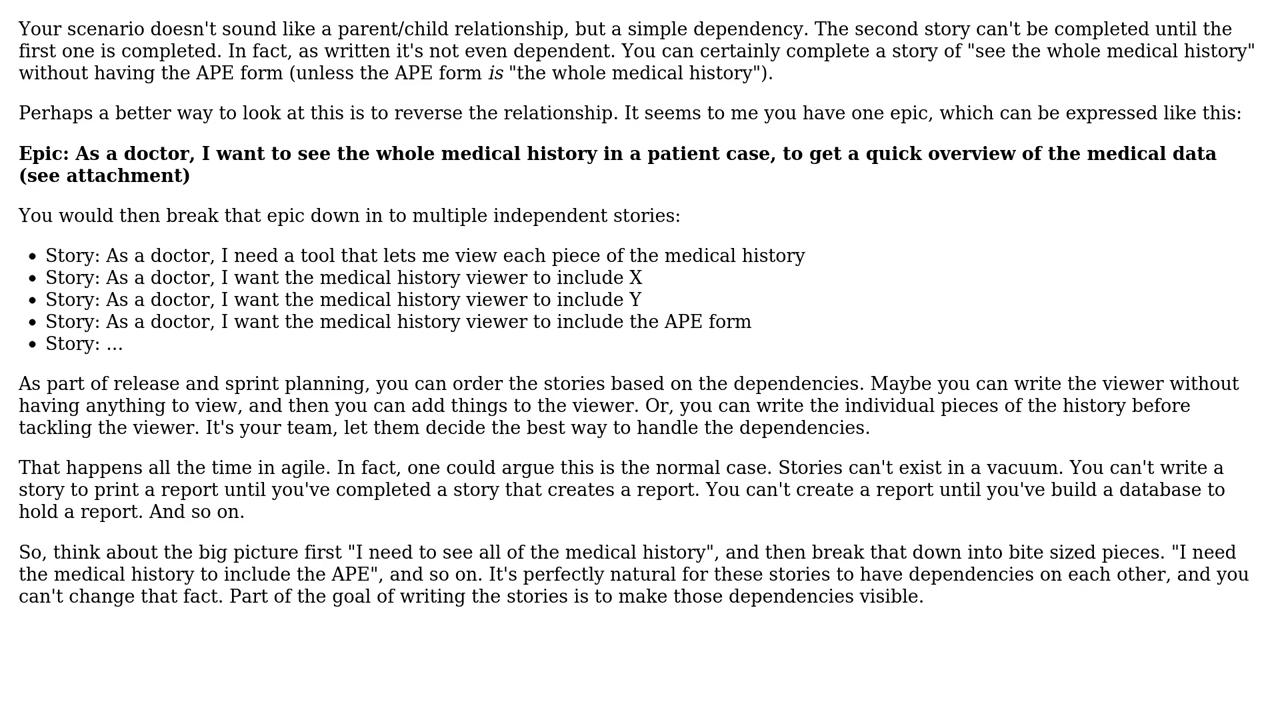 Your scenario doesn't sound like a parent/child relationship, but a simple dependency. The second story can't be completed until the
first one is completed. In fact, as written it's not even dependent. You can certainly complete a story of "see the whole medical history"
without having the APE form (unless the APE form is "the whole medical history").
Perhaps a better way to look at this is to reverse the relationship. It seems to me you have one epic, which can be expressed like this:
Epic: As a doctor, I want to see the whole medical history in a patient case, to get a quick overview of the medical data
(see attachment)
You would then break that epic down in to multiple independent stories:
• Story: As a doctor, I need a tool that lets me view each piece of the medical history
• Story: As a doctor, I want the medical history viewer to include X
• Story: As a doctor, I want the medical history viewer to include Y
• Story: As a doctor, I want the medical history viewer to include the APE form
• Story: ...
As part of release and sprint planning, you can order the stories based on the dependencies. Maybe you can write the viewer without
having anything to view, and then you can add things to the viewer. Or, you can write the individual pieces of the history before
tackling the viewer. It's your team, let them decide the best way to handle the dependencies.
That happens all the time in agile. In fact, one could argue this is the normal case. Stories can't exist in a vacuum. You can't write a
story to print a report until you've completed a story that creates a report. You can't create a report until you've build a database to
hold a report. And so on.
So, think about the big picture first "I need to see all of the medical history", and then break that down into bite sized pieces. "I need
the medical history to include the APE", and so on. It's perfectly natural for these stories to have dependencies on each other, and you
can't change that fact. Part of the goal of writing the stories is to make those dependencies visible.